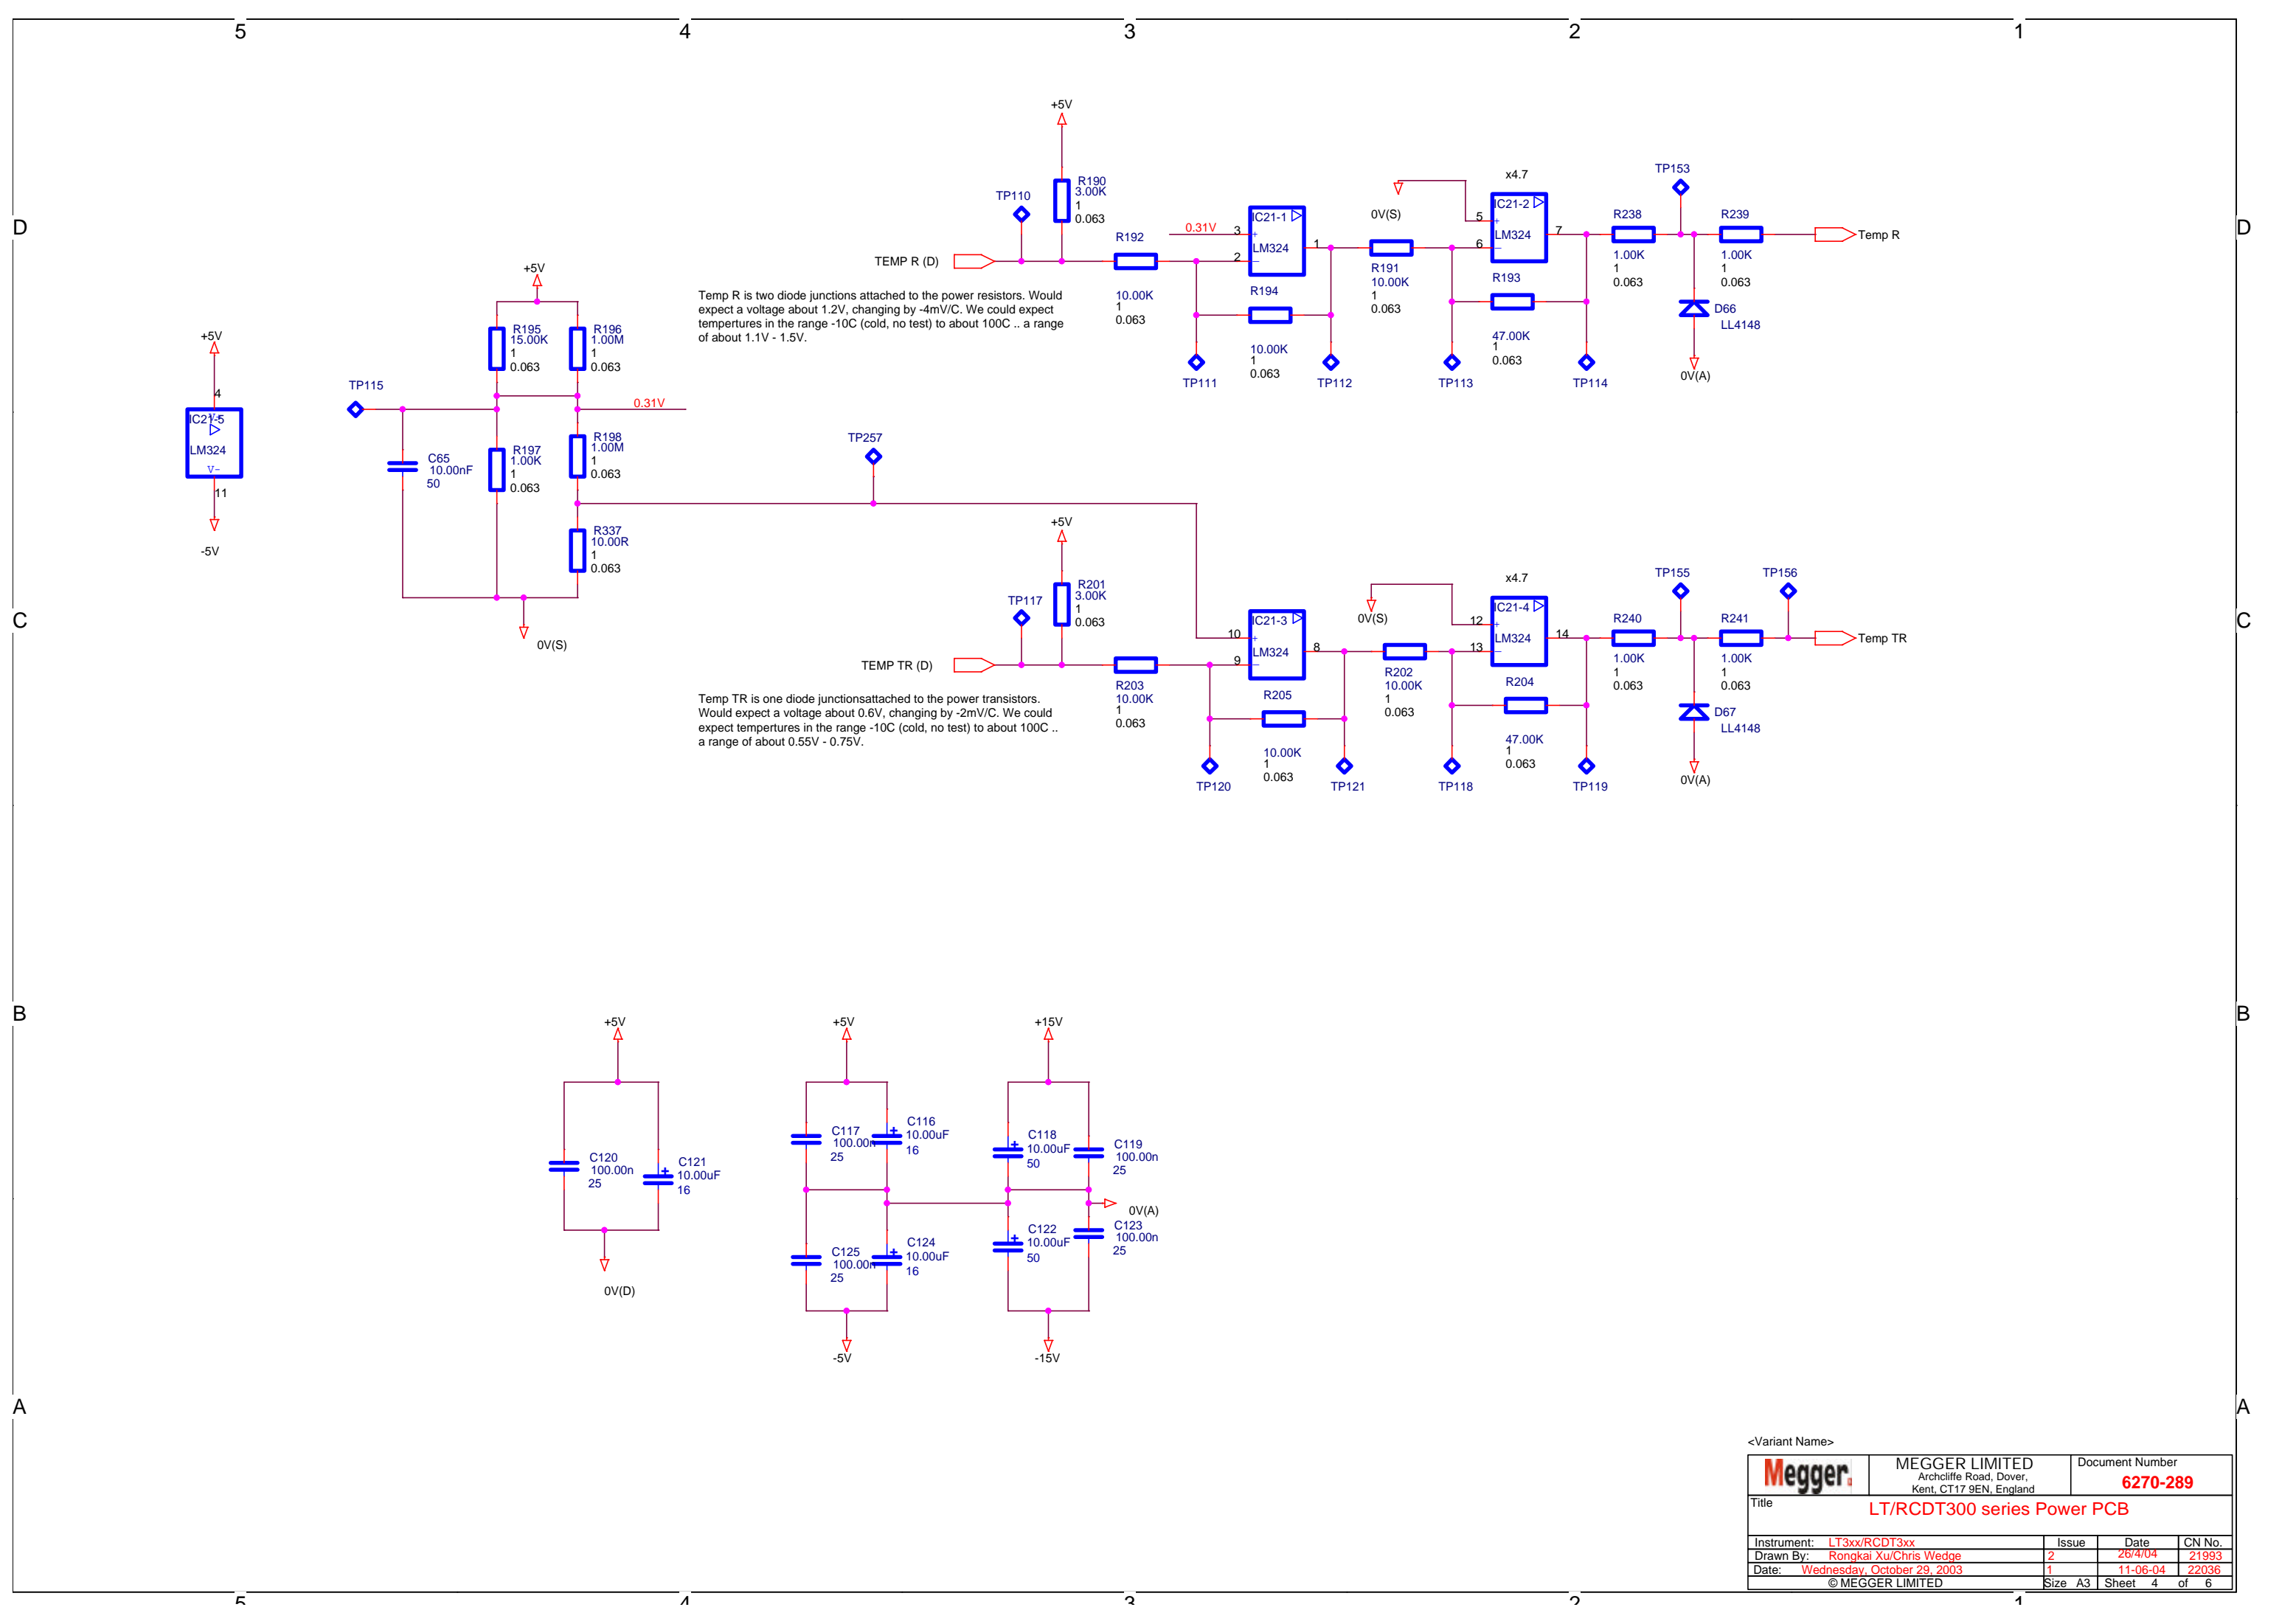 5
4
3
2
1
D
D
C
C
B
B
A
A
+5V
4
IC21-5
V+
LM324
V-
11
-5V
TP115
C65
10.00nF
50
+5V
R195
15.00K
1
0.063
R196
1.00M
1
0.063
0.31V
R197
1.00K
1
0.063
R198
1.00M
1
0.063
R337
10.00R
1
0.063
0V(S)
TP257
+5V
TP110
R190
3.00K
1
0.063
TEMP R (D)
R192
10.00K
1
0.063
0.31V
3
2
1
+
IC21-1
LM324
R194
10.00K
1
0.063
TP111
TP112
0V(S)
R191
10.00K
1
0.063
x4.7
5
6
7
+
IC21-2
LM324
R193
47.00K
1
0.063
TP113
TP114
R238
1.00K
1
0.063
TP153
R239
1.00K
1
0.063
D66
LL4148
0V(A)
Temp R
Temp R is two diode junctions attached to the power resistors. Would
expect a voltage about 1.2V, changing by -4mV/C. We could expect
tempertures in the range -10C (cold, no test) to about 100C .. a range
of about 1.1V - 1.5V.
+5V
TP117
R201
3.00K
1
0.063
TEMP TR (D)
R203
10.00K
1
0.063
10
9
8
+
IC21-3
LM324
R205
10.00K
1
0.063
TP120
TP121
0V(S)
R202
10.00K
1
0.063
x4.7
12
13
14
+
IC21-4
LM324
R204
47.00K
1
0.063
TP118
TP119
R240
1.00K
1
0.063
TP155
R241
1.00K
1
0.063
TP156
D67
LL4148
0V(A)
Temp TR
Temp TR is one diode junctionsattached to the power transistors.
Would expect a voltage about 0.6V, changing by -2mV/C. We could
expect tempertures in the range -10C (cold, no test) to about 100C ..
a range of about 0.55V - 0.75V.
+5V
C120
100.00n
25
C121
10.00uF
16
0V(D)
+5V
C117
100.00n
25
C116
10.00uF
16
C125
100.00n
25
C124
10.00uF
16
-5V
+15V
C118
10.00uF
50
C119
100.00n
25
0V(A)
C122
10.00uF
50
C123
100.00n
25
-15V
<Variant Name>
Megger.
MEGGER LIMITED
Archcliffe Road, Dover,
Kent, CT17 9EN, England
Document Number
6270-289
Title
LT/RCDT300 series Power PCB
Instrument: LT3xx/RCDT3xx Issue Date CN No.
Drawn By: Rongkai Xu/Chris Wedge 2 26/4/04 21993
Date: Wednesday, October 29, 2003 1 11-06-04 22036
© MEGGER LIMITED Size A3 Sheet 4 of 6
5
4
3
2
1